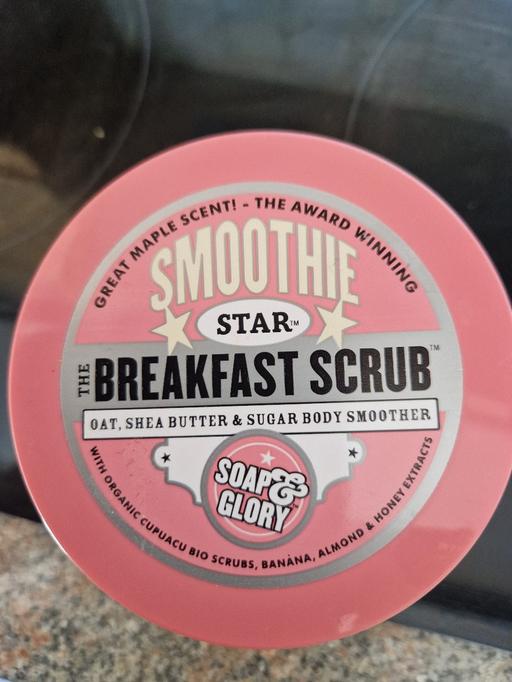 GREAT MAPLE SCENT! - THE AWARD WINNING
SMOOTHIE
STAR™
THE BREAKFAST SCRUB™
OAT, SHEA BUTTER & SUGAR BODY SMOOTHER
SOAP &
GLORY™
WITH ORGANIC CUPUACU BIO SCRUBS, BANANA, ALMOND & HONEY EXTRACTS